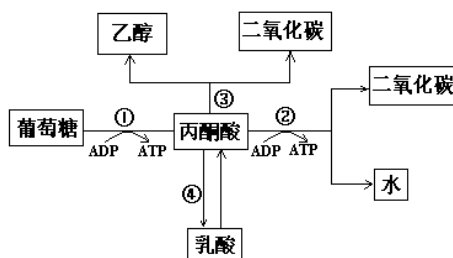 乙醇
二氧化碳
③
二氧化碳
葡萄糖
①
ADP
ATP
丙酮酸
②
ADP
ATP
水
④
乳酸